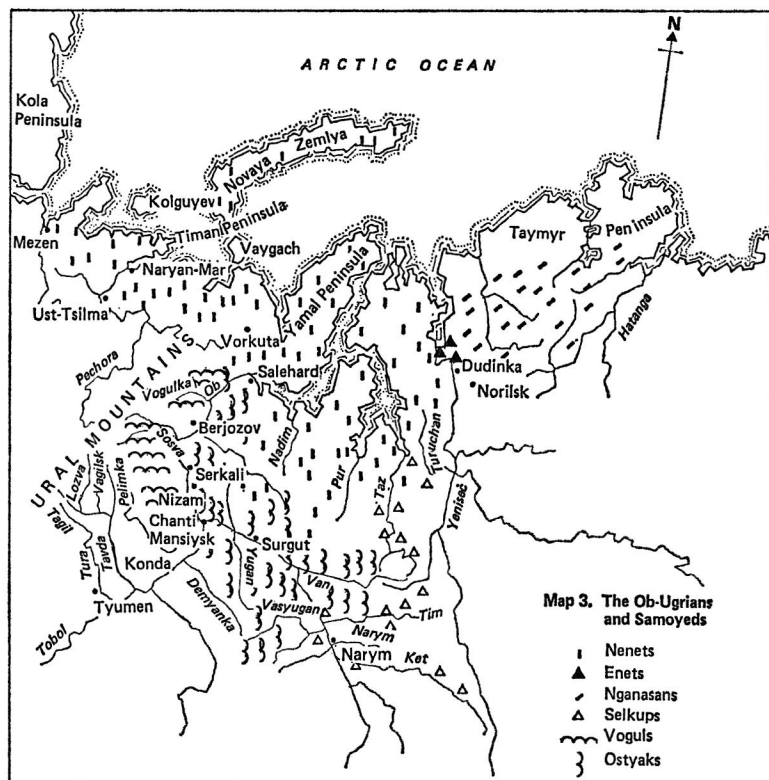 N
ARCTIC OCEAN
Kola
Peninsula
Novaya Zemlya
Kolguyev
Timani Peninsula
Mezen
Vaygach
Taymyr Peninsula
Naryan-Mar
Yamal Peninsula
Ust-Tsilma
Hatanga
Vorkuta
Pechora
URAL MOUNTAINS
Salehard
Dudinka
Vogulka
Ob
Norilsk
Berjozov
Nadim
Turuchan
Sosva
Pur
Lozva
Vagilsk
Pelimka
Serkali
Taz
Yeniseč
Tagil
Nizam
Chanti
Mansiysk
Surgut
Tura
Tavda
Konda
Yugan
Van
Tyumen
Demyanka
Vasyugan
Tim
Tobol
Narym
Narym
Ket
Map 3. The Ob-Ugrians
and Samoyeds
Nenets
Enets
Nganasans
Selkups
Voguls
Ostyaks